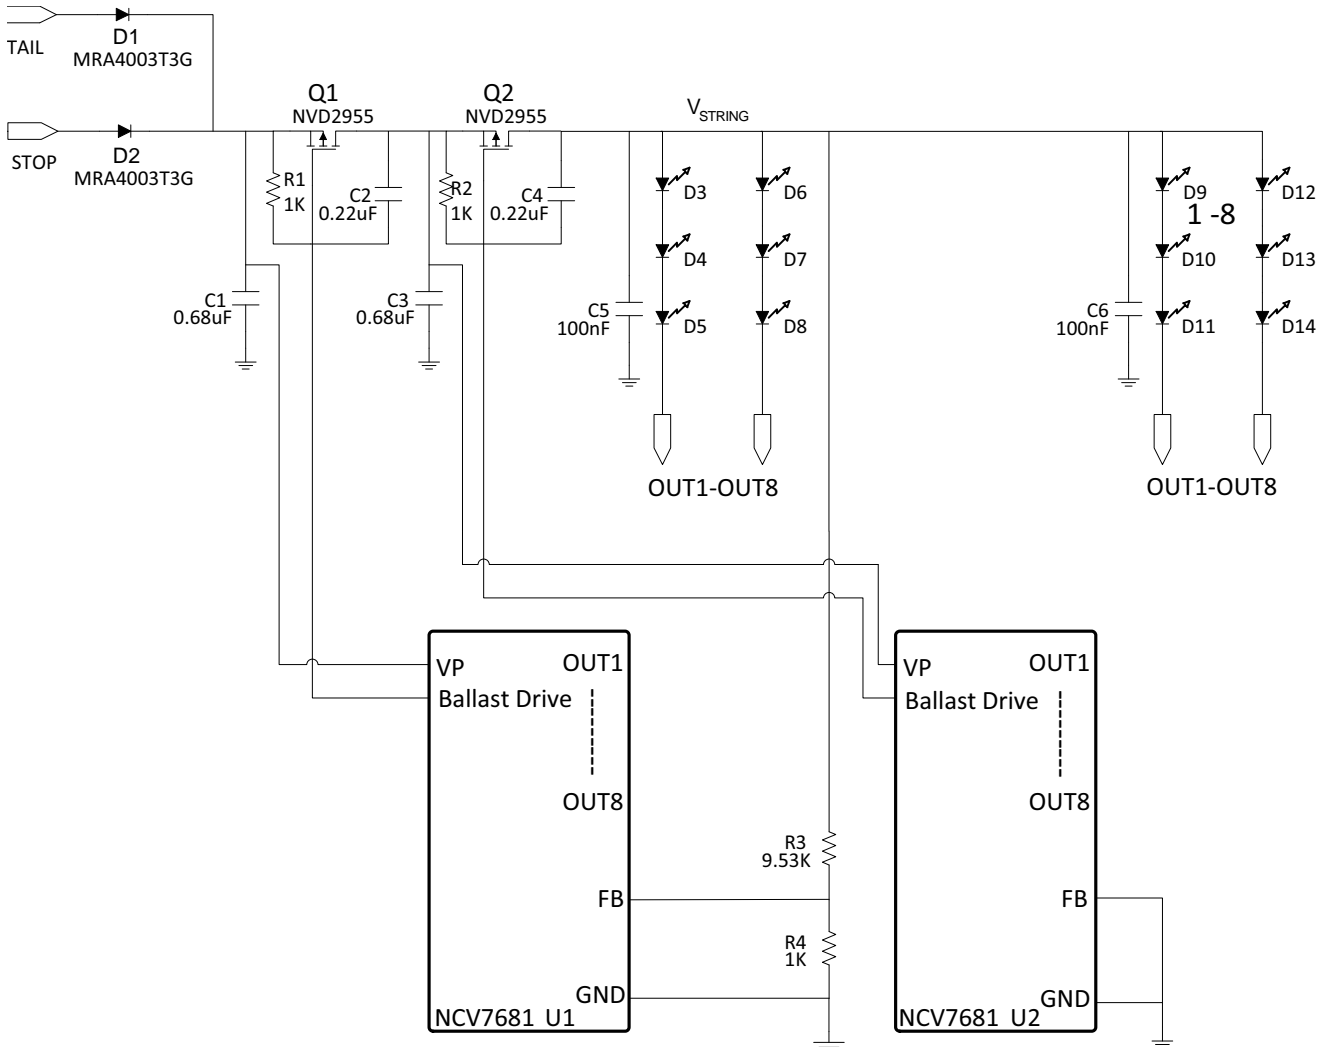 TAIL
D1
MRA4003T3G
STOP
D2
MRA4003T3G
Q1
NVD2955
Q2
NVD2955
VSTRING
R1
1K
C2
0.22uF
R2
1K
C4
0.22uF
D3
D6
D9
D12
1 -8
D4
D7
D10
D13
C1
0.68uF
C3
0.68uF
C5
100nF
D5
D8
C6
100nF
D11
D14
OUT1-OUT8
OUT1-OUT8
VP
OUT1
Ballast Drive
OUT8
FB
GND
NCV7681 U1
R3
9.53K
R4
1K
VP
OUT1
Ballast Drive
OUT8
FB
GND
NCV7681 U2